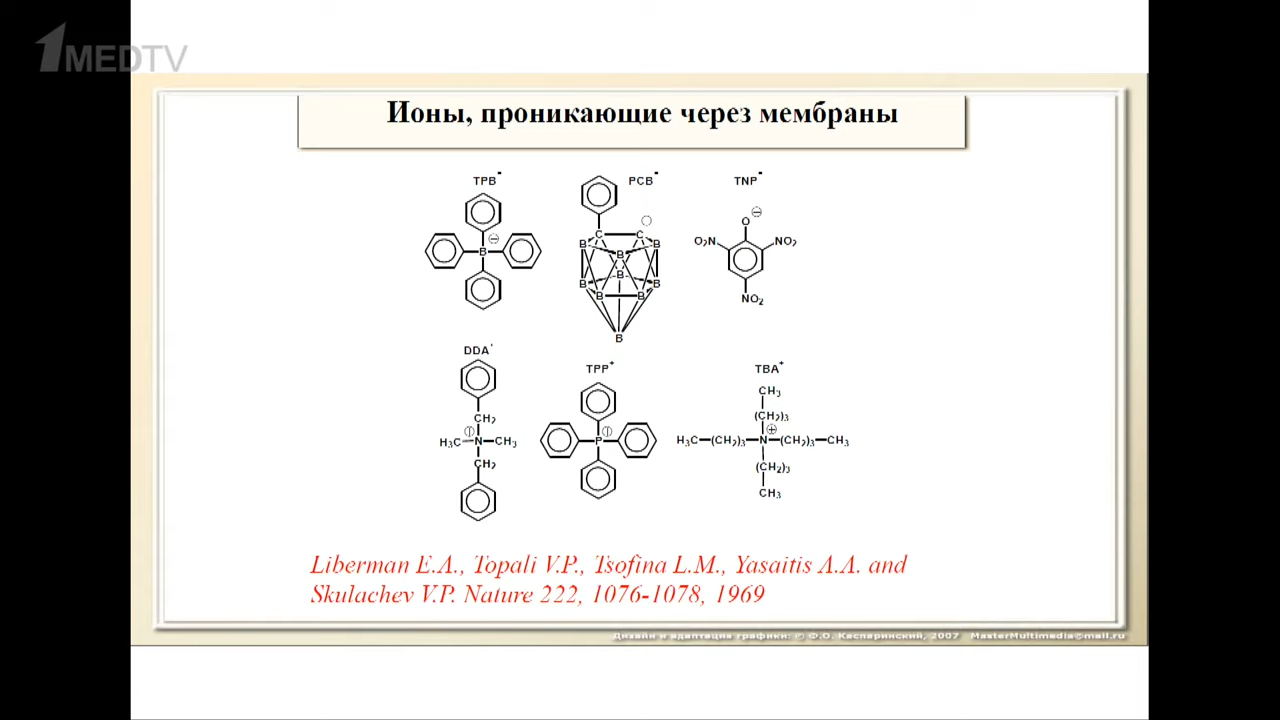 1MEDTV
Ионы, проникающие через мембраны
TPB⁻
PCB⁻
TNP⁻
B
C C
B B
B
B
B B
B B
B
O
O₂N NO₂
NO₂
DDA⁺
CH₂
H₃C N CH₃
CH₂
TPP⁺
P
TBA⁺
CH₃
(CH₂)₃
H₃C—(CH₂)₃—N—(CH₂)₃—CH₃
(CH₂)₃
CH₃
Liberman E.A., Topali V.P., Tsofina L.M., Yasaitis A.A. and
Skulachev V.P. Nature 222, 1076-1078, 1969
Дизайн и адаптация графики: © Ф.О. Каспаринский, 2007 MasterMultimedia@mail.ru